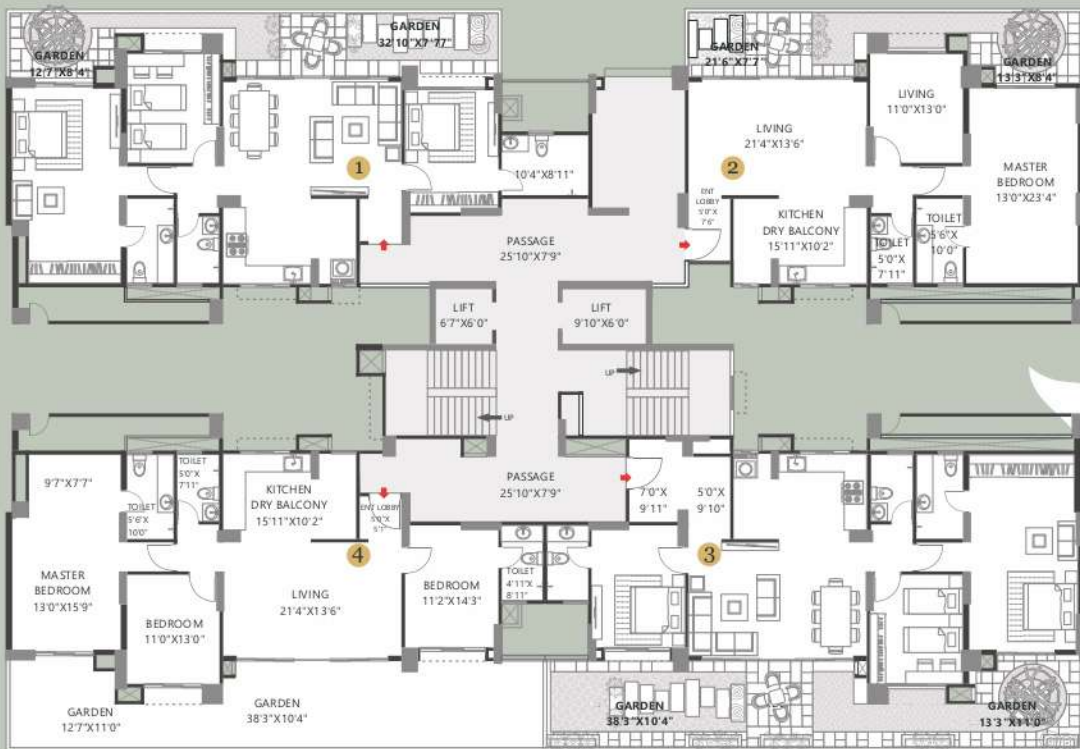 GARDEN
32'10"X7'77"
GARDEN
12'7"X8'4"
1
10'4"X8'11"
GARDEN
21'6"X7'7"
GARDEN
13'3"X8'4"
LIVING
11'0"X13'0"
LIVING
21'4"X13'6"
2
MASTER
BEDROOM
13'0"X23'4"
ENT
LOBBY
5'0"X
7'6"
KITCHEN
DRY BALCONY
15'11"X10'2"
TOILET
5'0"X
7'11"
TOILET
5'6"X
10'0"
PASSAGE
25'10"X7'9"
LIFT
6'7"X6'0"
LIFT
9'10"X6'0"
UP
UP
PASSAGE
25'10"X7'9"
9'7"X7'7"
TOILET
5'0"X
7'11"
TOILET
5'6"X
10'0"
KITCHEN
DRY BALCONY
15'11"X10'2"
ENT LOBBY
4
MASTER
BEDROOM
13'0"X15'9"
BEDROOM
11'0"X13'0"
LIVING
21'4"X13'6"
BEDROOM
11'2"X14'3"
TOILET
4'11"X
8'11"
7'0"X
9'11"
5'0"X
9'10"
3
GARDEN
12'7"X11'0"
GARDEN
38'3"X10'4"
GARDEN
38'3"X10'4"
GARDEN
13'3"X11'0"